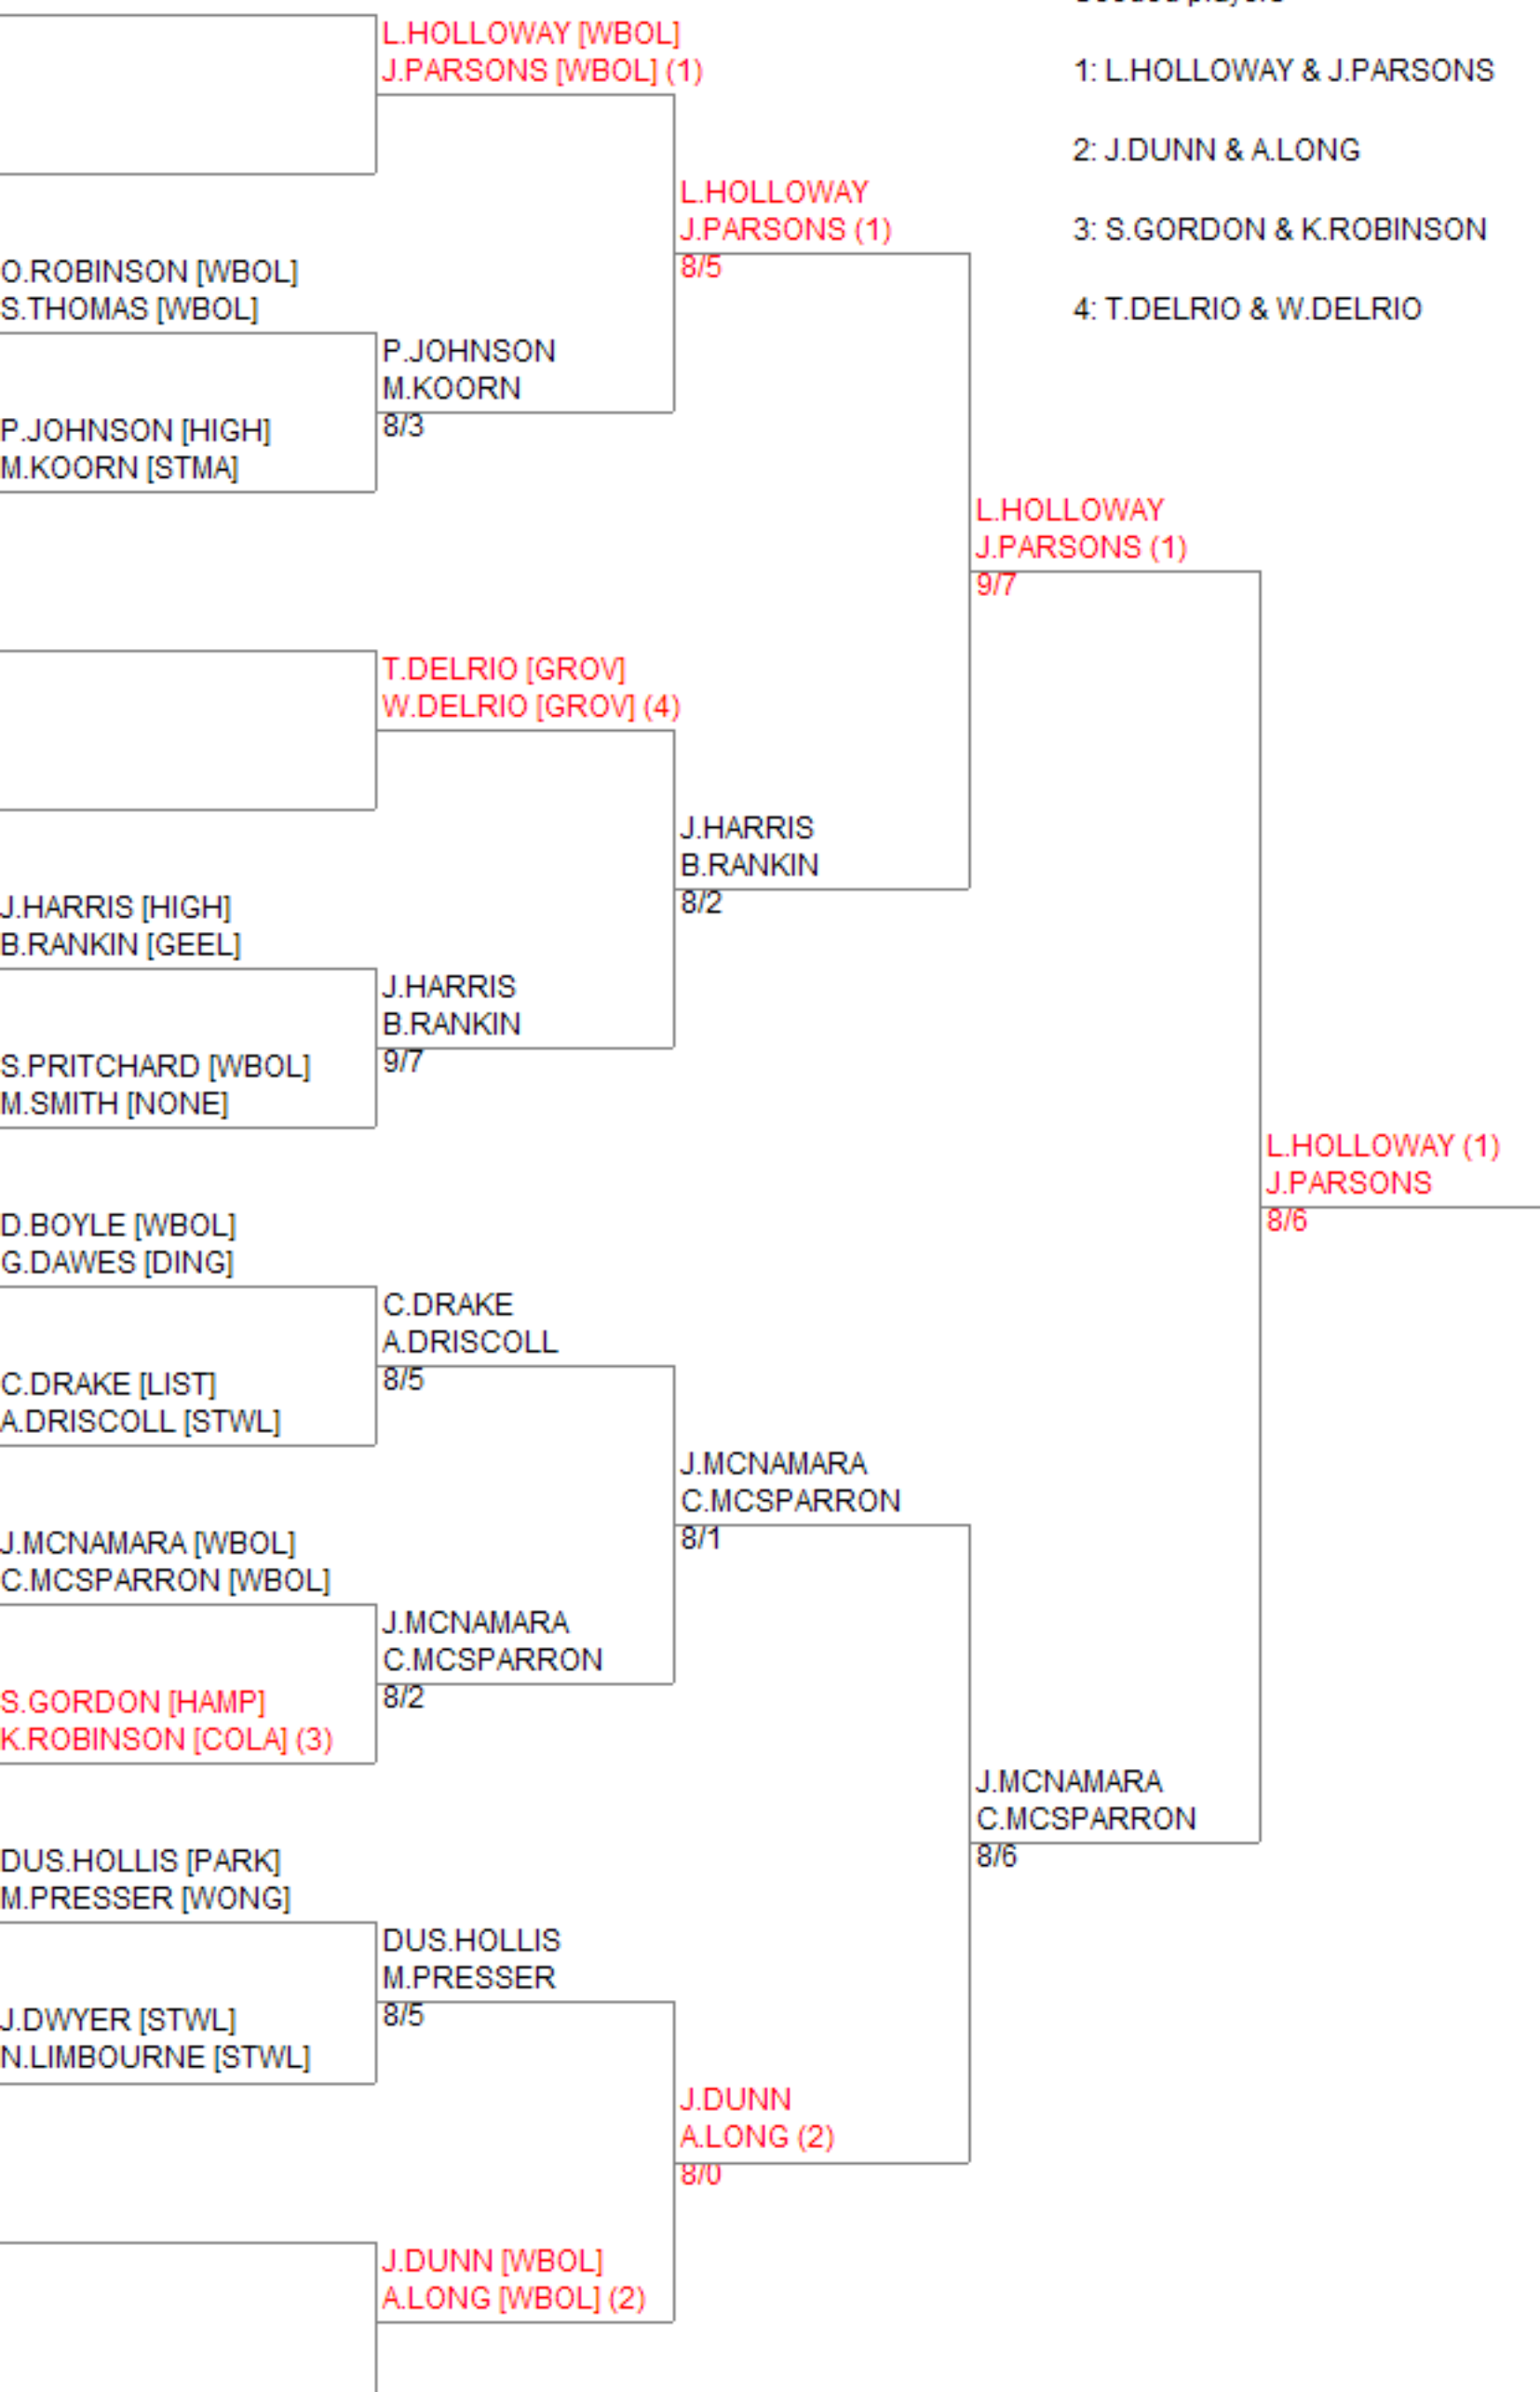 L.HOLLOWAY [WBOL]
J.PARSONS [WBOL] (1)
1: L.HOLLOWAY & J.PARSONS
2: J.DUNN & A.LONG
L.HOLLOWAY
J.PARSONS (1)
8/5
3: S.GORDON & K.ROBINSON
4: T.DELRIO & W.DELRIO
O.ROBINSON [WBOL]
S.THOMAS [WBOL]
P.JOHNSON
M.KOORN
8/3
P.JOHNSON [HIGH]
M.KOORN [STMA]
L.HOLLOWAY
J.PARSONS (1)
9/7
T.DELRIO [GROV]
W.DELRIO [GROV] (4)
J.HARRIS
B.RANKIN
8/2
J.HARRIS [HIGH]
B.RANKIN [GEEL]
J.HARRIS
B.RANKIN
9/7
S.PRITCHARD [WBOL]
M.SMITH [NONE]
L.HOLLOWAY (1)
J.PARSONS
8/6
D.BOYLE [WBOL]
G.DAWES [DING]
C.DRAKE
A.DRISCOLL
8/5
C.DRAKE [LIST]
A.DRISCOLL [STWL]
J.MCNAMARA
C.MCSPARRON
8/1
J.MCNAMARA [WBOL]
C.MCSPARRON [WBOL]
J.MCNAMARA
C.MCSPARRON
8/2
S.GORDON [HAMP]
K.ROBINSON [COLA] (3)
J.MCNAMARA
C.MCSPARRON
8/6
DUS.HOLLIS [PARK]
M.PRESSER [WONG]
DUS.HOLLIS
M.PRESSER
8/5
J.DWYER [STWL]
N.LIMBOURNE [STWL]
J.DUNN
A.LONG (2)
8/0
J.DUNN [WBOL]
A.LONG [WBOL] (2)